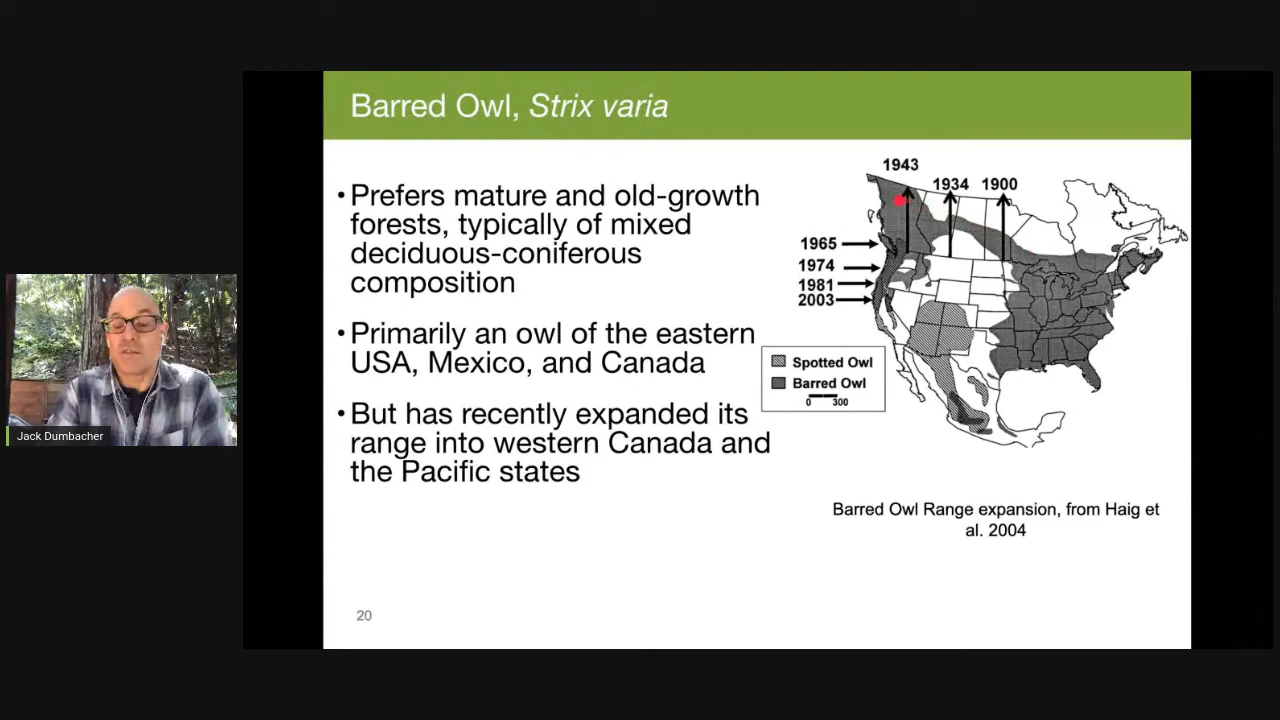 Barred Owl, Strix varia
• Prefers mature and old-growth
forests, typically of mixed
deciduous-coniferous
composition
• Primarily an owl of the eastern
USA, Mexico, and Canada
• But has recently expanded its
range into western Canada and
the Pacific states
1943
1934
1900
1965
1974
1981
2003
Spotted Owl
Barred Owl
0 300
Barred Owl Range expansion, from Haig et
al. 2004
20
Jack Dumbacher